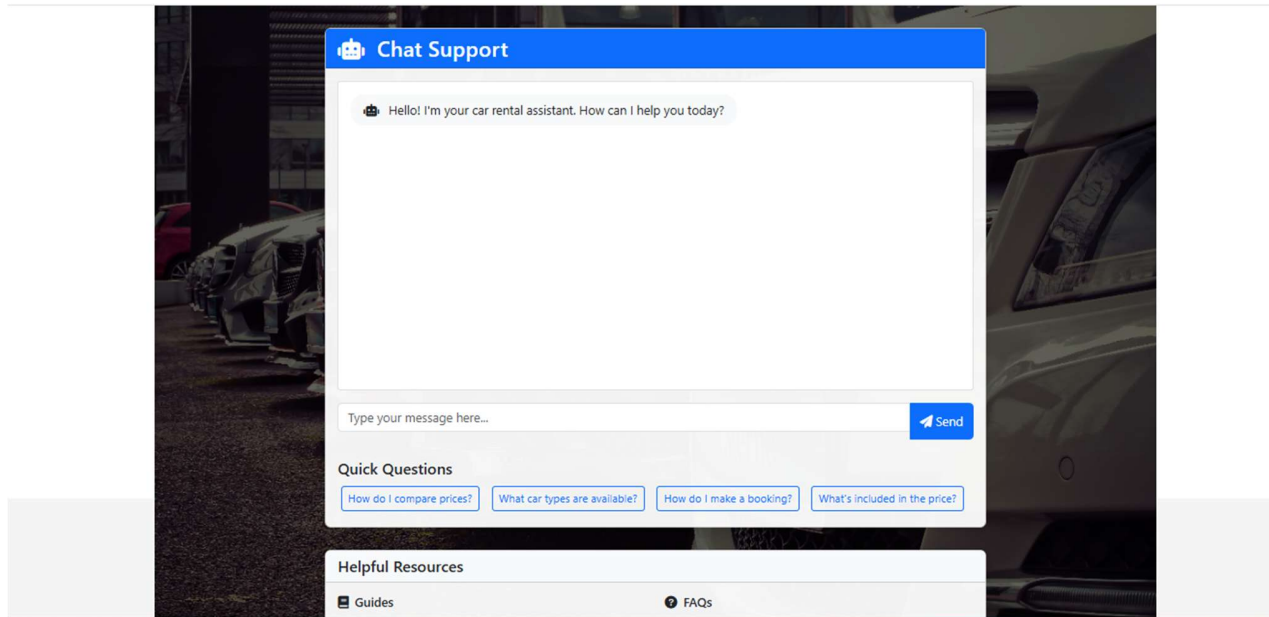 Chat Support
Hello! I'm your car rental assistant. How can I help you today?
Type your message here...
Send
Quick Questions
How do I compare prices?
What car types are available?
How do I make a booking?
What's included in the price?
Helpful Resources
Guides
FAQs